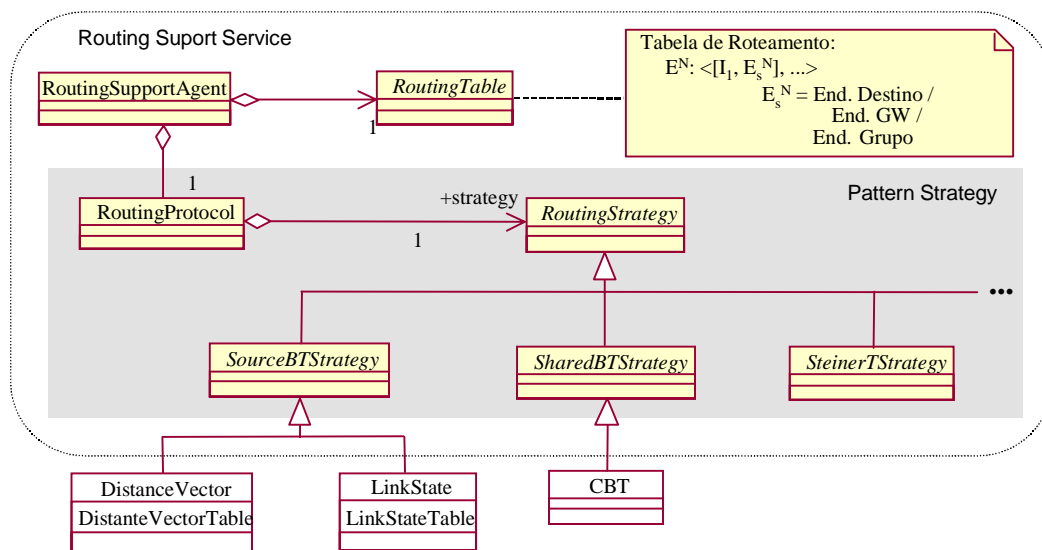 Routing Suport Service
Tabela de Roteamento:
E^N: <[I_1, E_s^N], ...>
E_s^N = End. Destino /
End. GW /
End. Grupo
RoutingSupportAgent
RoutingTable
1
1
Pattern Strategy
RoutingProtocol
+strategy
1
RoutingStrategy
...
SourceBTStrategy
SharedBTStrategy
SteinerTStrategy
DistanceVector
DistanteVectorTable
LinkState
LinkStateTable
CBT